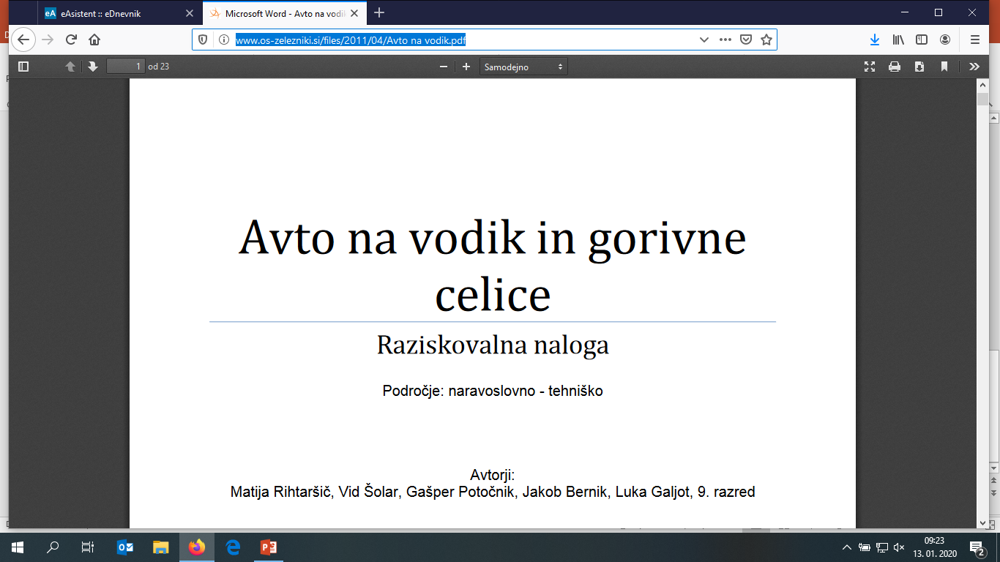 eAsistent :: eDnevnik
Microsoft Word - Avto na vodik
www.os-zelezniki.si/files/2011/04/Avto na vodik.pdf
1 od 23
Samodejno
Avto na vodik in gorivne
celice
Raziskovalna naloga
Področje: naravoslovno - tehniško
Avtorji:
Matija Rihtaršič, Vid Šolar, Gašper Potočnik, Jakob Bernik, Luka Galjot, 9. razred
09:23
13. 01. 2020
2